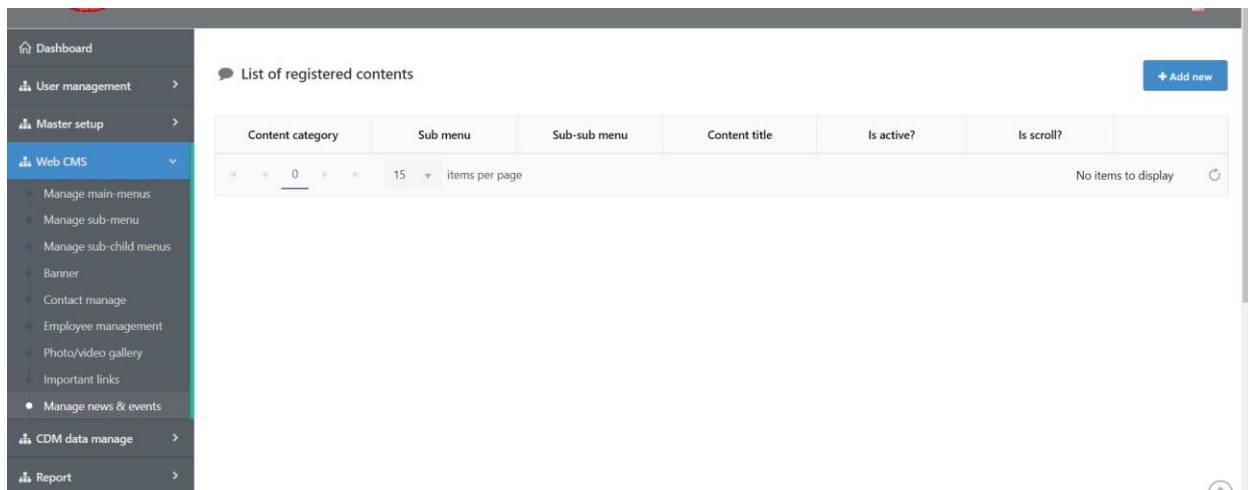 Dashboard
User management
Master setup
Web CMS
Manage main-menus
Manage sub-menu
Manage sub-child menus
Banner
Contact manage
Employee management
Photo/video gallery
Important links
Manage news & events
CDM data manage
Report
List of registered contents
+ Add new
Content category Sub menu Sub-sub menu Content title Is active? Is scroll?
0 15 items per page No items to display